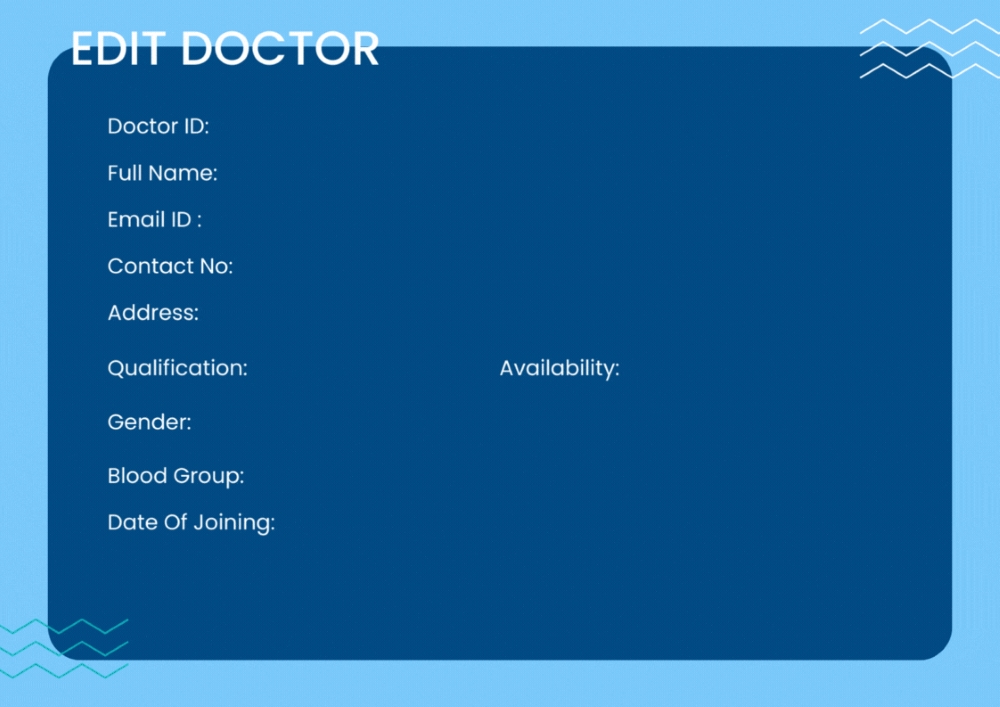 EDIT DOCTOR
Doctor ID:
Full Name:
Email ID :
Contact No:
Address:
Qualification: Availability:
Gender:
Blood Group:
Date Of Joining: